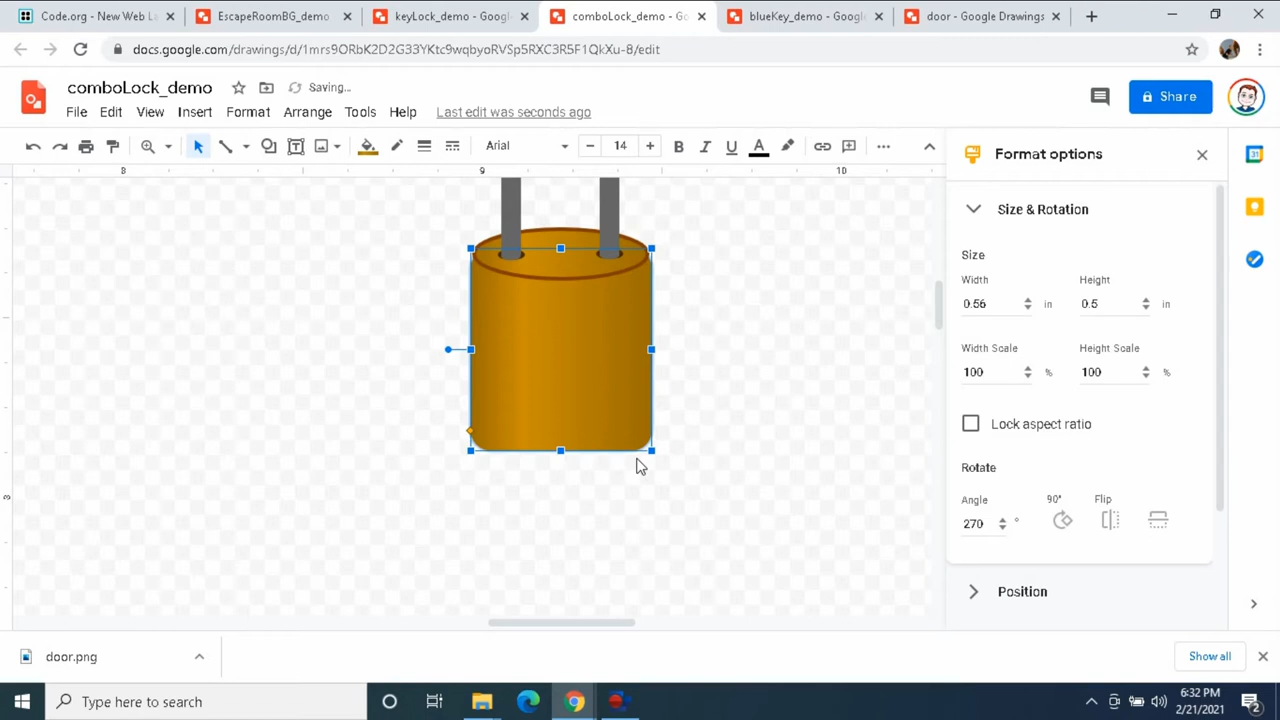 Code.org - New Web La
EscapeRoomBG_demo
keyLock_demo - Googl
comboLock_demo - Go
blueKey_demo - Googl
door - Google Drawings
docs.google.com/drawings/d/1mrs9ORbK2D2G33YKtc9wqbyoRVSp5RXC3R5F1QkXu-8/edit
comboLock_demo
Saving...
File Edit View Insert Format Arrange Tools Help Last edit was seconds ago
Share
Arial
14
B I U A
8 9 10
3
Format options
Size & Rotation
Size
Width Height
0.56 in 0.5 in
Width Scale Height Scale
100 % 100 %
Lock aspect ratio
Rotate
Angle 90° Flip
270 °
Position
door.png
Show all
Type here to search
6:32 PM
2/21/2021
2